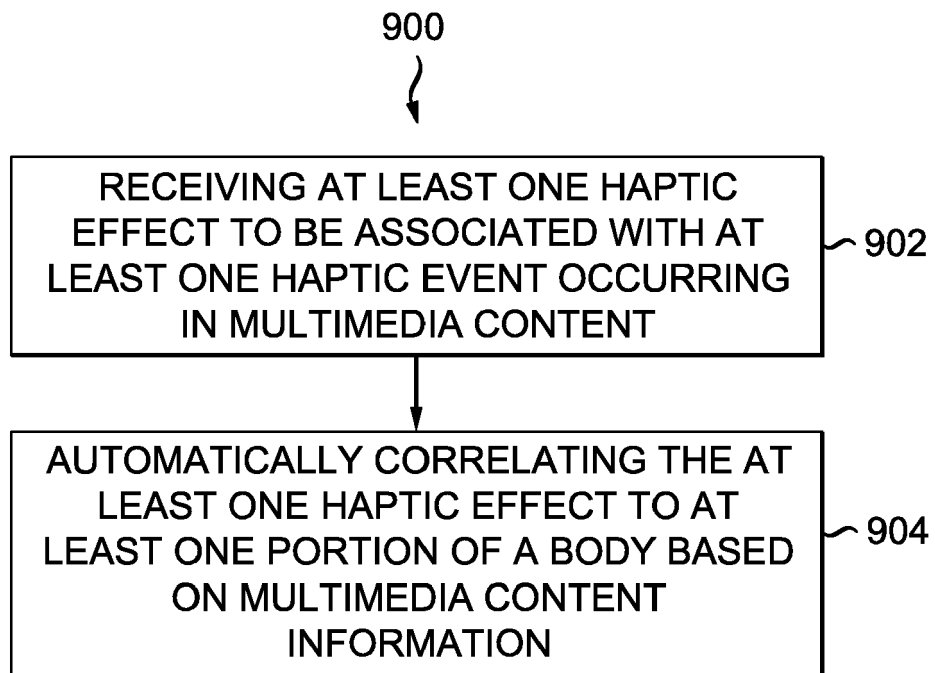 900
RECEIVING AT LEAST ONE HAPTIC
EFFECT TO BE ASSOCIATED WITH AT
LEAST ONE HAPTIC EVENT OCCURRING
IN MULTIMEDIA CONTENT
902
AUTOMATICALLY CORRELATING THE AT
LEAST ONE HAPTIC EFFECT TO AT
LEAST ONE PORTION OF A BODY BASED
ON MULTIMEDIA CONTENT
INFORMATION
904